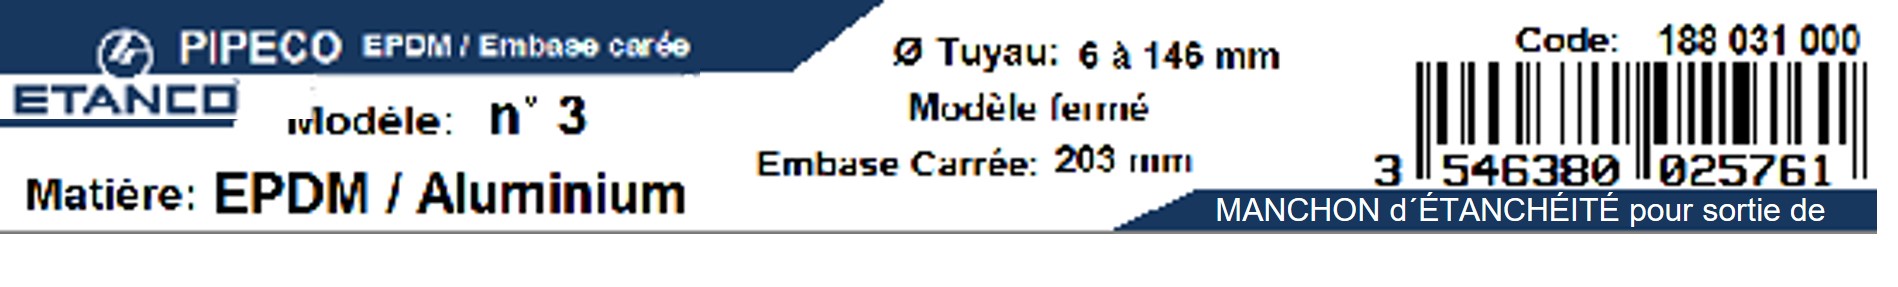 PIPECO EPDM / Embase carée
ETANCO
Modéle: n° 3
Matière: EPDM / Aluminium
Ø Tuyau: 6 à 146 mm
Modèle fermé
Embase Carrée: 203 mm
Code: 188 031 000
3 546380 025761
MANCHON d´ÉTANCHÉITÉ pour sortie de